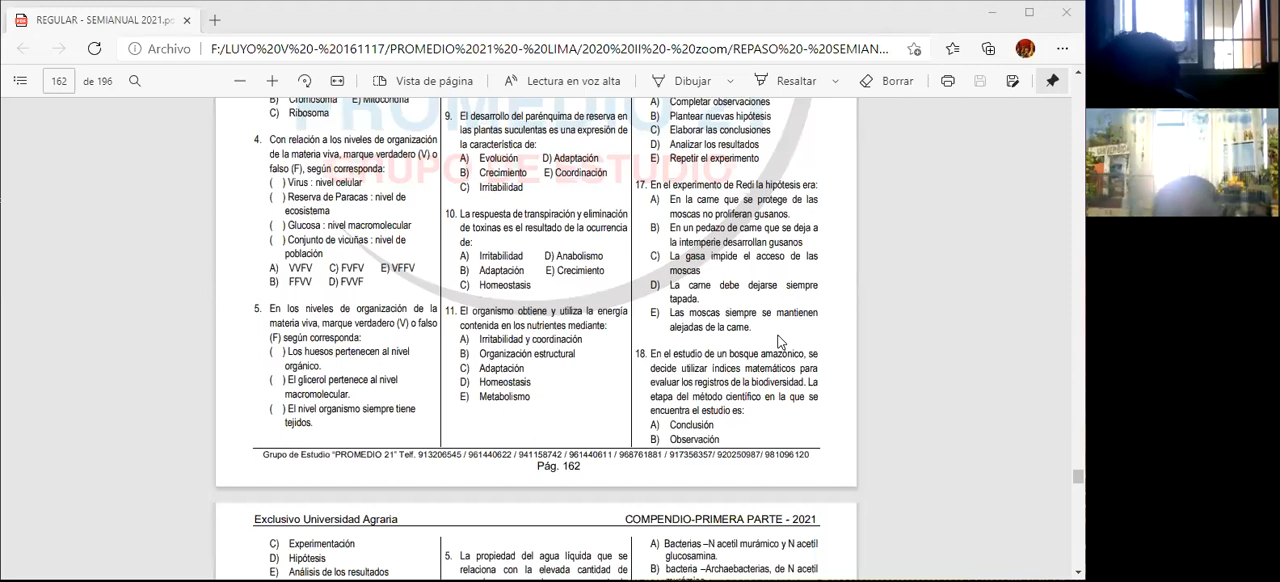 REGULAR - SEMIANUAL 2021.pc
Archivo F:/LUYO%20V%20-%20161117/PROMEDIO%2021%20-%20LIMA/2020%20II%20-%20zoom/REPASO%20-%20SEMIAN...
162 de 196 Vista de página Lectura en voz alta Dibujar Resaltar Borrar
B) Cromosoma E) Mitocondria
C) Ribosoma
4. Con relación a los niveles de organización
de la materia viva, marque verdadero (V) o
falso (F), según corresponda:
( ) Virus : nivel celular
( ) Reserva de Paracas : nivel de
ecosistema
( ) Glucosa : nivel macromolecular
( ) Conjunto de vicuñas : nivel de
población
A) VVFV C) FVFV E) VFFV
B) FFVV D) FVVF
5. En los niveles de organización de la
materia viva, marque verdadero (V) o falso
(F) según corresponda:
( ) Los huesos pertenecen al nivel
orgánico.
( ) El glicerol pertenece al nivel
macromolecular.
( ) El nivel organismo siempre tiene
tejidos.
9. El desarrollo del parénquima de reserva en
las plantas suculentas es una expresión de
la característica de:
A) Evolución D) Adaptación
B) Crecimiento E) Coordinación
C) Irritabilidad
10. La respuesta de transpiración y eliminación
de toxinas es el resultado de la ocurrencia
de:
A) Irritabilidad D) Anabolismo
B) Adaptación E) Crecimiento
C) Homeostasis
11. El organismo obtiene y utiliza la energía
contenida en los nutrientes mediante:
A) Irritabilidad y coordinación
B) Organización estructural
C) Adaptación
D) Homeostasis
E) Metabolismo
A) Completar observaciones
B) Plantear nuevas hipótesis
C) Elaborar las conclusiones
D) Analizar los resultados
E) Repetir el experimento
17. En el experimento de Redi la hipótesis era:
A) En la carne que se protege de las
moscas no proliferan gusanos.
B) En un pedazo de carne que se deja a
la intemperie desarrollan gusanos
C) La gasa impide el acceso de las
moscas
D) La carne debe dejarse siempre
tapada.
E) Las moscas siempre se mantienen
alejadas de la carne.
18. En el estudio de un bosque amazónico, se
decide utilizar índices matemáticos para
evaluar los registros de la biodiversidad. La
etapa del método científico en la que se
encuentra el estudio es:
A) Conclusión
B) Observación
PROMEDIO 21
GRUPO DE ESTUDIO
Grupo de Estudio “PROMEDIO 21” Telf. 913206545 / 961440622 / 941158742 / 961440611 / 968761881 / 917356357/ 920250987/ 981096120
Pág. 162
Exclusivo Universidad Agraria COMPENDIO-PRIMERA PARTE - 2021
C) Experimentación
D) Hipótesis
E) Análisis de los resultados
5. La propiedad del agua líquida que se
relaciona con la elevada cantidad de
A) Bacterias –N acetil murámico y N acetil
glucosamina.
B) bacteria –Archaebacterias, de N acetil